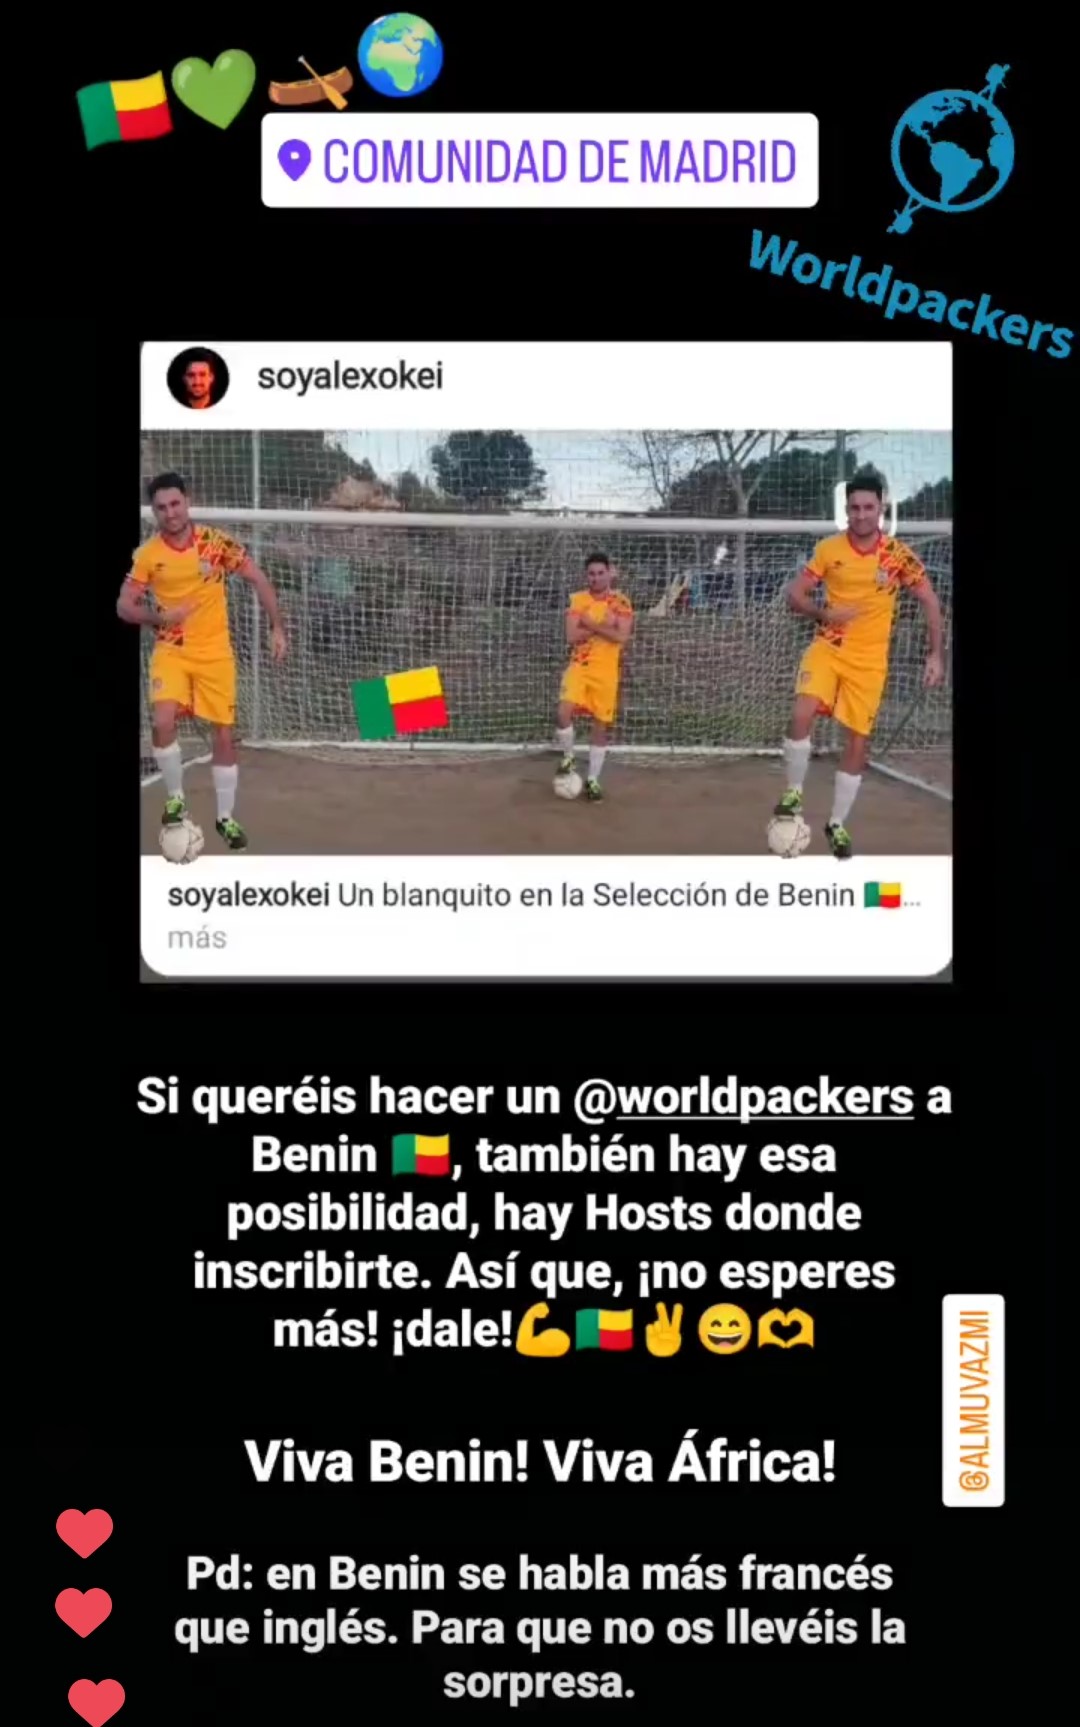 COMUNIDAD DE MADRID
Worldpackers
soyalexokei
soyalexokei Un blanquito en la Selección de Benin 🇧🇯...
más
Si queréis hacer un @worldpackers a
Benin 🇧🇯, también hay esa
posibilidad, hay Hosts donde
inscribirte. Así que, ¡no esperes
más! ¡dale!💪🇧🇯✌️😄🫶
@ALMUVAZMI
Viva Benin! Viva África!
Pd: en Benin se habla más francés
que inglés. Para que no os llevéis la
sorpresa.